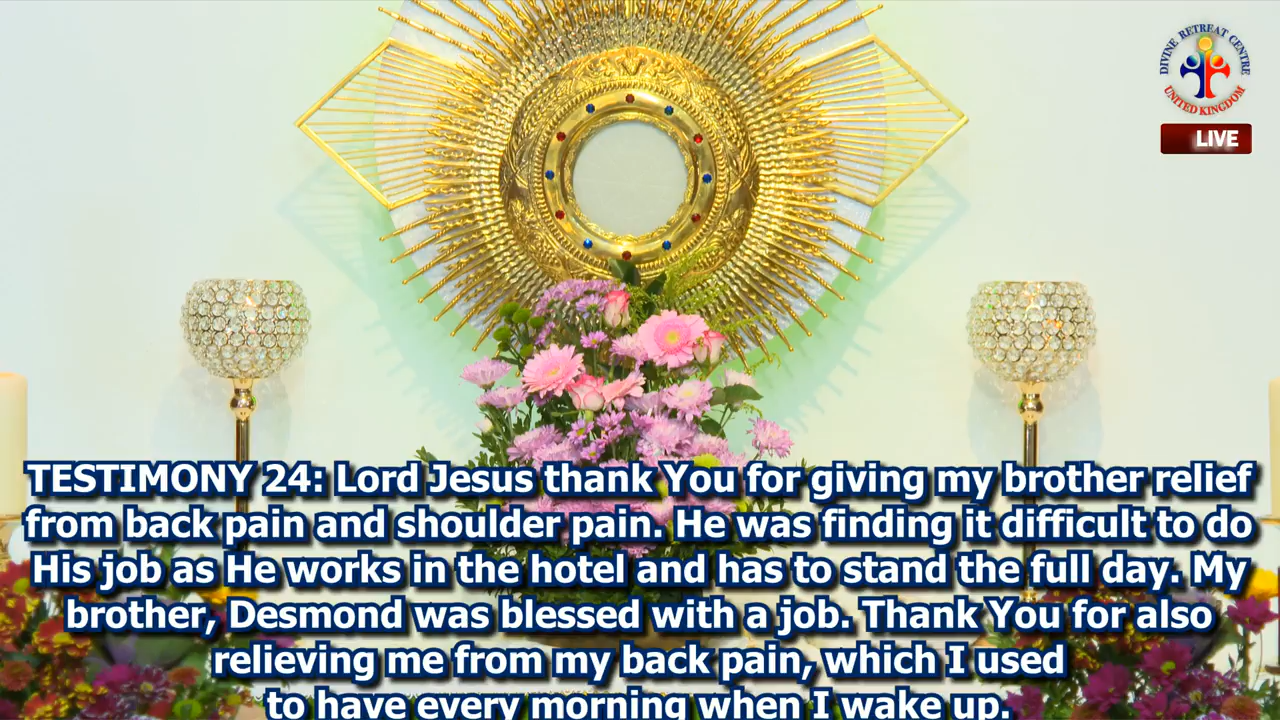 DIVINE RETREAT CENTRE
UNITED KINGDOM
LIVE
TESTIMONY 24: Lord Jesus thank You for giving my brother relief
from back pain and shoulder pain. He was finding it difficult to do
His job as He works in the hotel and has to stand the full day. My
brother, Desmond was blessed with a job. Thank You for also
relieving me from my back pain, which I used
to have every morning when I wake up.